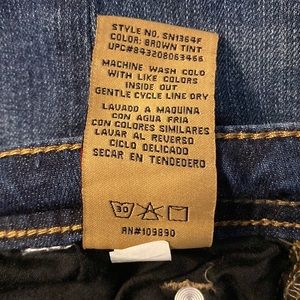 STYLE NO. SN1364F
COLOR: BROWN TINT
UPC#843208063466
MACHINE WASH COLD
WITH LIKE COLORS
INSIDE OUT
GENTLE CYCLE LINE DRY
LAVADO A MAQUINA
CON AGUA FRIA
CON COLORES SIMILARES
LAVAR AL REVERSO
CICLO DELICADO
SECAR EN TENDEDERO
30
RN#109890